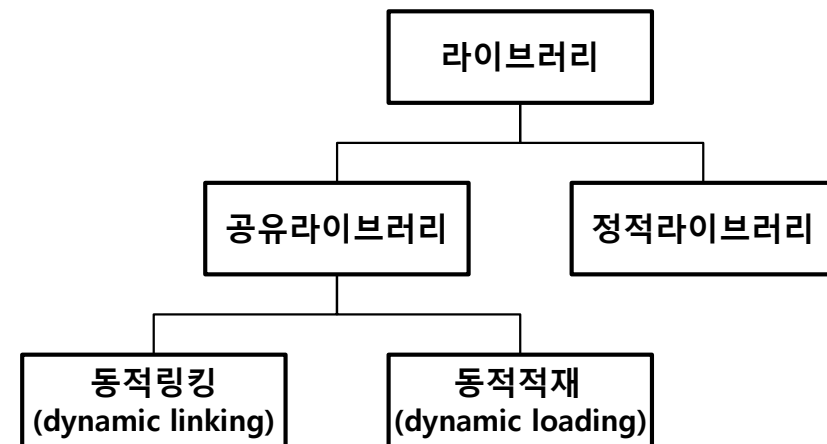 라이브러리
공유라이브러리
정적라이브러리
동적링킹
(dynamic linking)
동적적재
(dynamic loading)